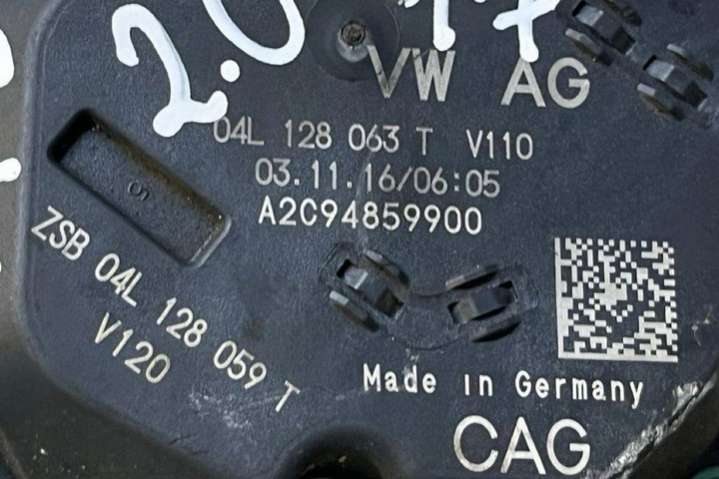 2.0
VW AG
04L 128 063 T V110
03.11.16/06:05
A2C94859900
ZSB 04L 128 059 T
V120
Made in Germany
CAG